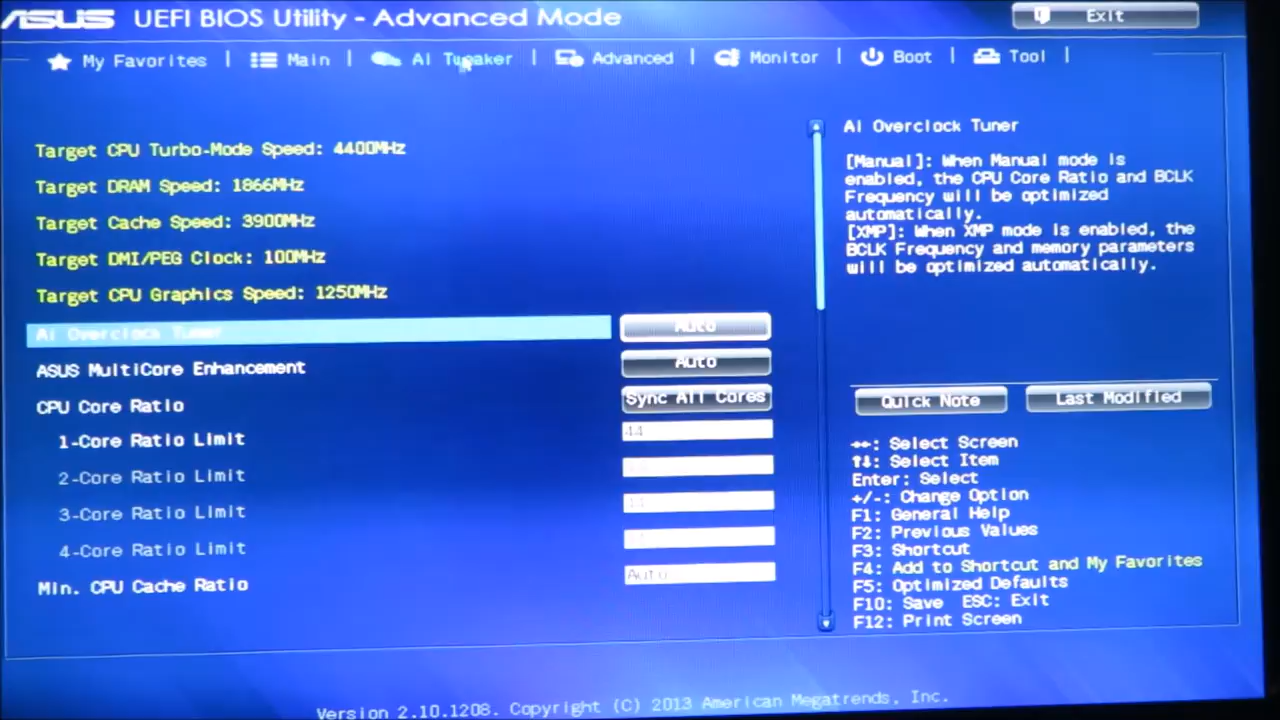 ASUS UEFI BIOS Utility - Advanced Mode
Exit
My Favorites | Main | Ai Tweaker | Advanced | Monitor | Boot | Tool |
Target CPU Turbo-Mode Speed: 4400MHz
Target DRAM Speed: 1866MHz
Target Cache Speed: 3900MHz
Target DMI/PEG Clock: 100MHz
Target CPU Graphics Speed: 1250MHz
Ai Overclock Tuner Auto
ASUS MultiCore Enhancement Auto
CPU Core Ratio Sync All Cores
1-Core Ratio Limit 44
2-Core Ratio Limit
3-Core Ratio Limit
4-Core Ratio Limit
Min. CPU Cache Ratio Auto
Ai Overclock Tuner
[Manual]: When Manual mode is
enabled, the CPU Core Ratio and BCLK
Frequency will be optimized
automatically.
[XMP]: When XMP mode is enabled, the
BCLK Frequency and memory parameters
will be optimized automatically.
Quick Note
Last Modified
→←: Select Screen
↑↓: Select Item
Enter: Select
+/-: Change Option
F1: General Help
F2: Previous Values
F3: Shortcut
F4: Add to Shortcut and My Favorites
F5: Optimized Defaults
F10: Save ESC: Exit
F12: Print Screen
Version 2.10.1208. Copyright (C) 2013 American Megatrends, Inc.